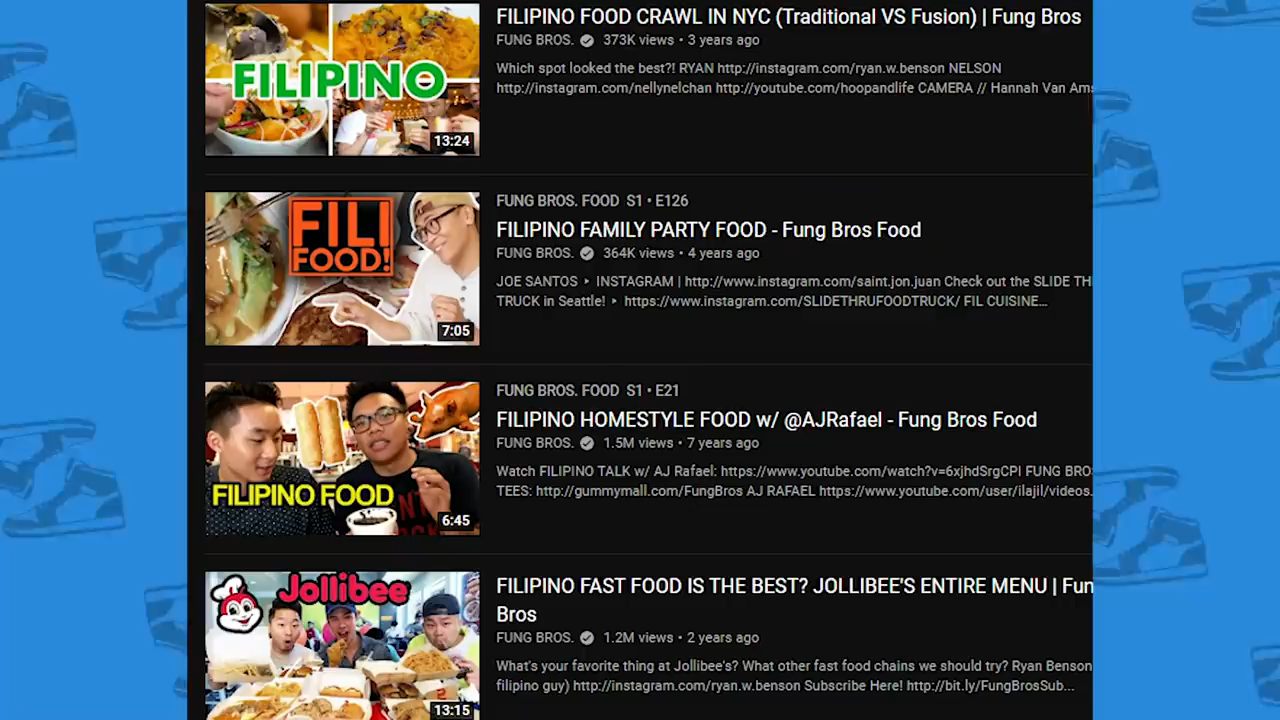 FILIPINO
13:24
FILIPINO FOOD CRAWL IN NYC (Traditional VS Fusion) | Fung Bros
FUNG BROS. 373K views • 3 years ago
Which spot looked the best?! RYAN http://instagram.com/ryan.w.benson NELSON
http://instagram.com/nellynelchan http://youtube.com/hoopandlife CAMERA // Hannah Van Ams
FILI
FOOD!
7:05
FUNG BROS. FOOD S1 • E126
FILIPINO FAMILY PARTY FOOD - Fung Bros Food
FUNG BROS. 364K views • 4 years ago
JOE SANTOS ‣ INSTAGRAM | http://www.instagram.com/saint.jon.juan Check out the SLIDE TH
TRUCK in Seattle! ‣ https://www.instagram.com/SLIDETHRUFOODTRUCK/ FIL CUISINE...
FILIPINO FOOD
6:45
FUNG BROS. FOOD S1 • E21
FILIPINO HOMESTYLE FOOD w/ @AJRafael - Fung Bros Food
FUNG BROS. 1.5M views • 7 years ago
Watch FILIPINO TALK w/ AJ Rafael: https://www.youtube.com/watch?v=6xjhdSrgCPI FUNG BRO
TEES: http://gummymall.com/FungBros AJ RAFAEL https://www.youtube.com/user/ilajil/videos.
Jollibee
13:15
FILIPINO FAST FOOD IS THE BEST? JOLLIBEE'S ENTIRE MENU | Fun
Bros
FUNG BROS. 1.2M views • 2 years ago
What's your favorite thing at Jollibee's? What other fast food chains we should try? Ryan Benson
filipino guy) http://instagram.com/ryan.w.benson Subscribe Here! http://bit.ly/FungBrosSub...